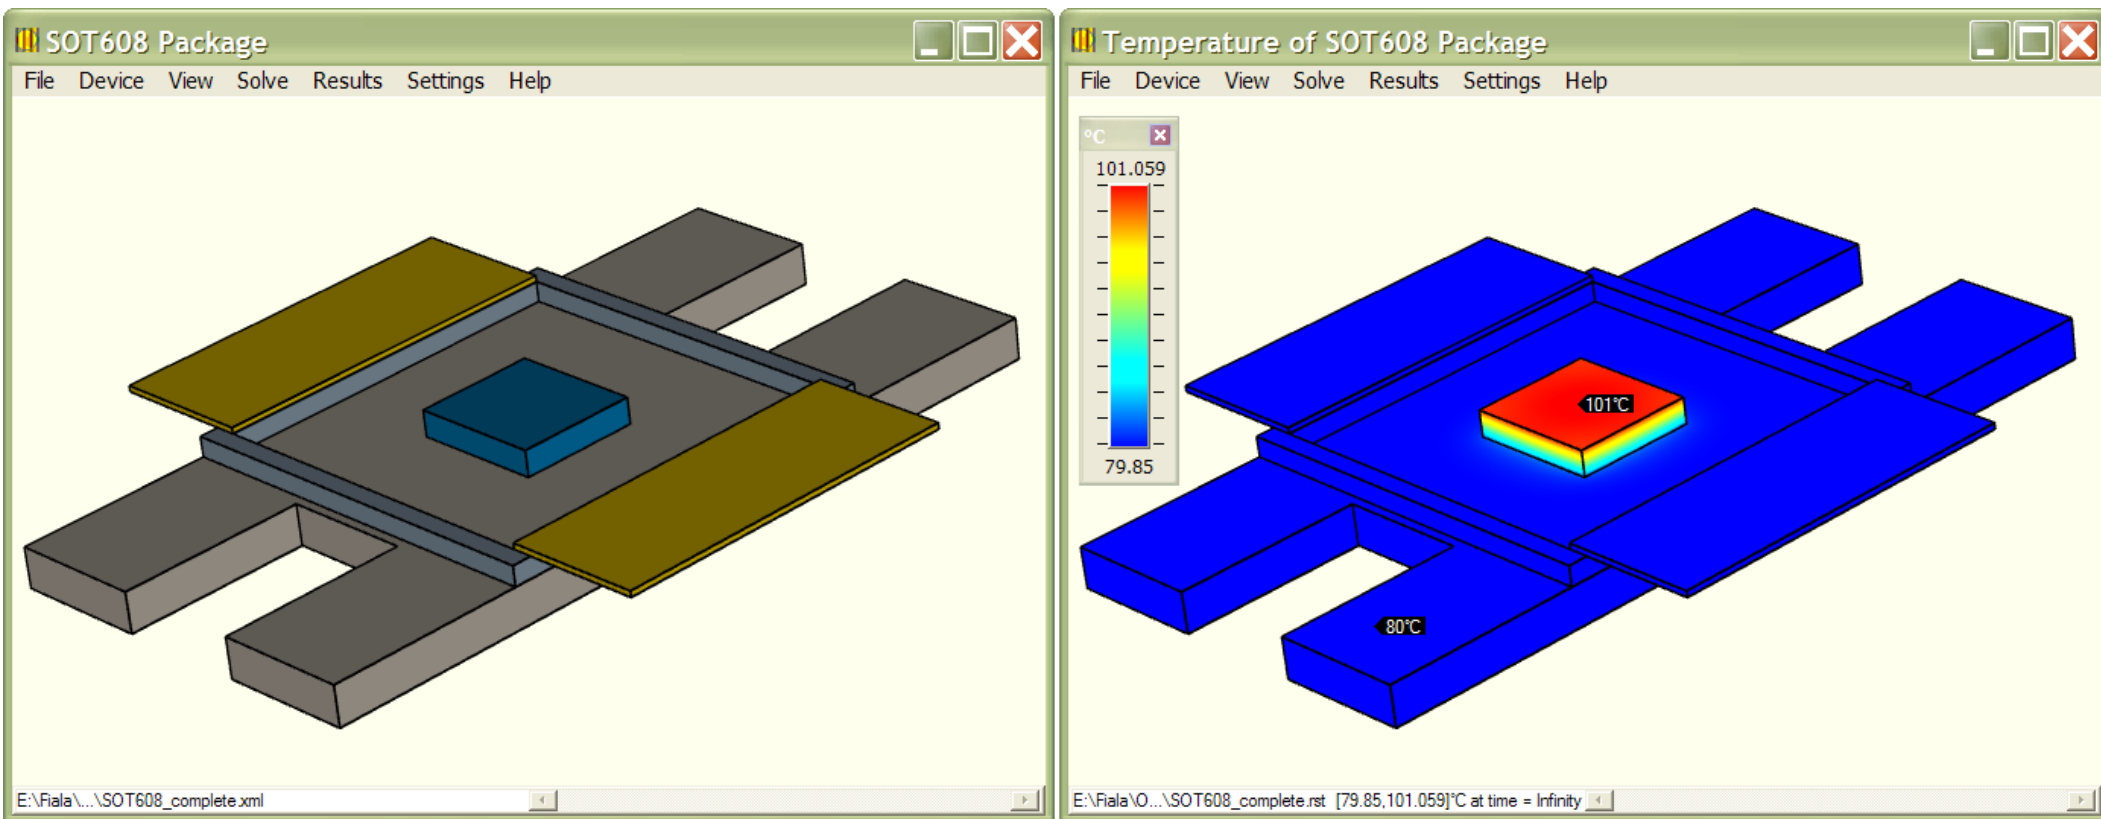 SOT608 Package
File Device View Solve Results Settings Help
E:\Fiala\...\SOT608_complete.xml
Temperature of SOT608 Package
File Device View Solve Results Settings Help
°C
101.059
79.85
101°C
80°C
E:\Fiala\O...\SOT608_complete.rst [79.85,101.059]°C at time = Infinity